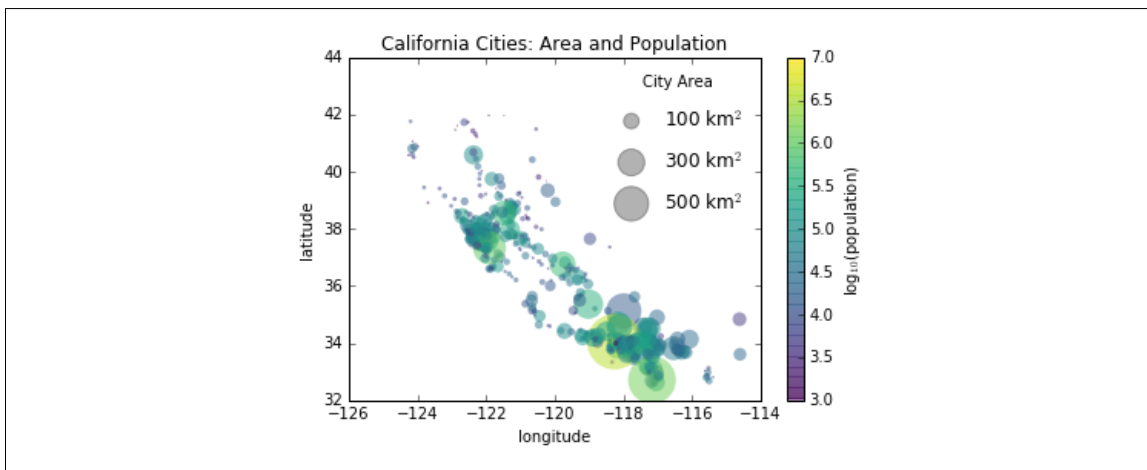 California Cities: Area and Population
44
42
40
38
36
34
32
latitude
−126
−124
−122
−120
−118
−116
−114
longitude
City Area
100 km²
300 km²
500 km²
7.0
6.5
6.0
5.5
5.0
4.5
4.0
3.5
3.0
log₁₀(population)